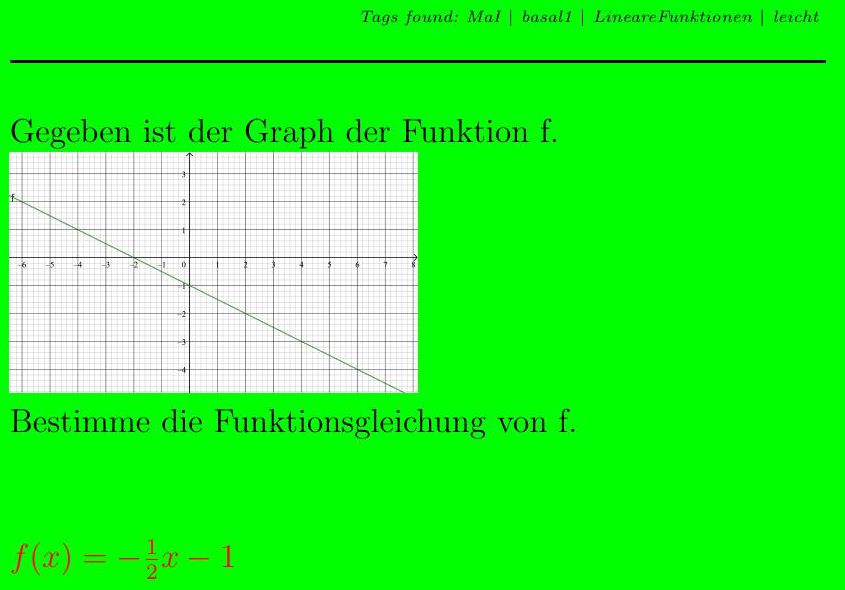 Tags found: MaI | basal1 | LineareFunktionen | leicht
Gegeben ist der Graph der Funktion f.
f
3
2
1
-6 -5 -4 -3 -2 -1 0 1 2 3 4 5 6 7 8
-1
-2
-3
-4
Bestimme die Funktionsgleichung von f.
f(x) = -\frac{1}{2}x - 1